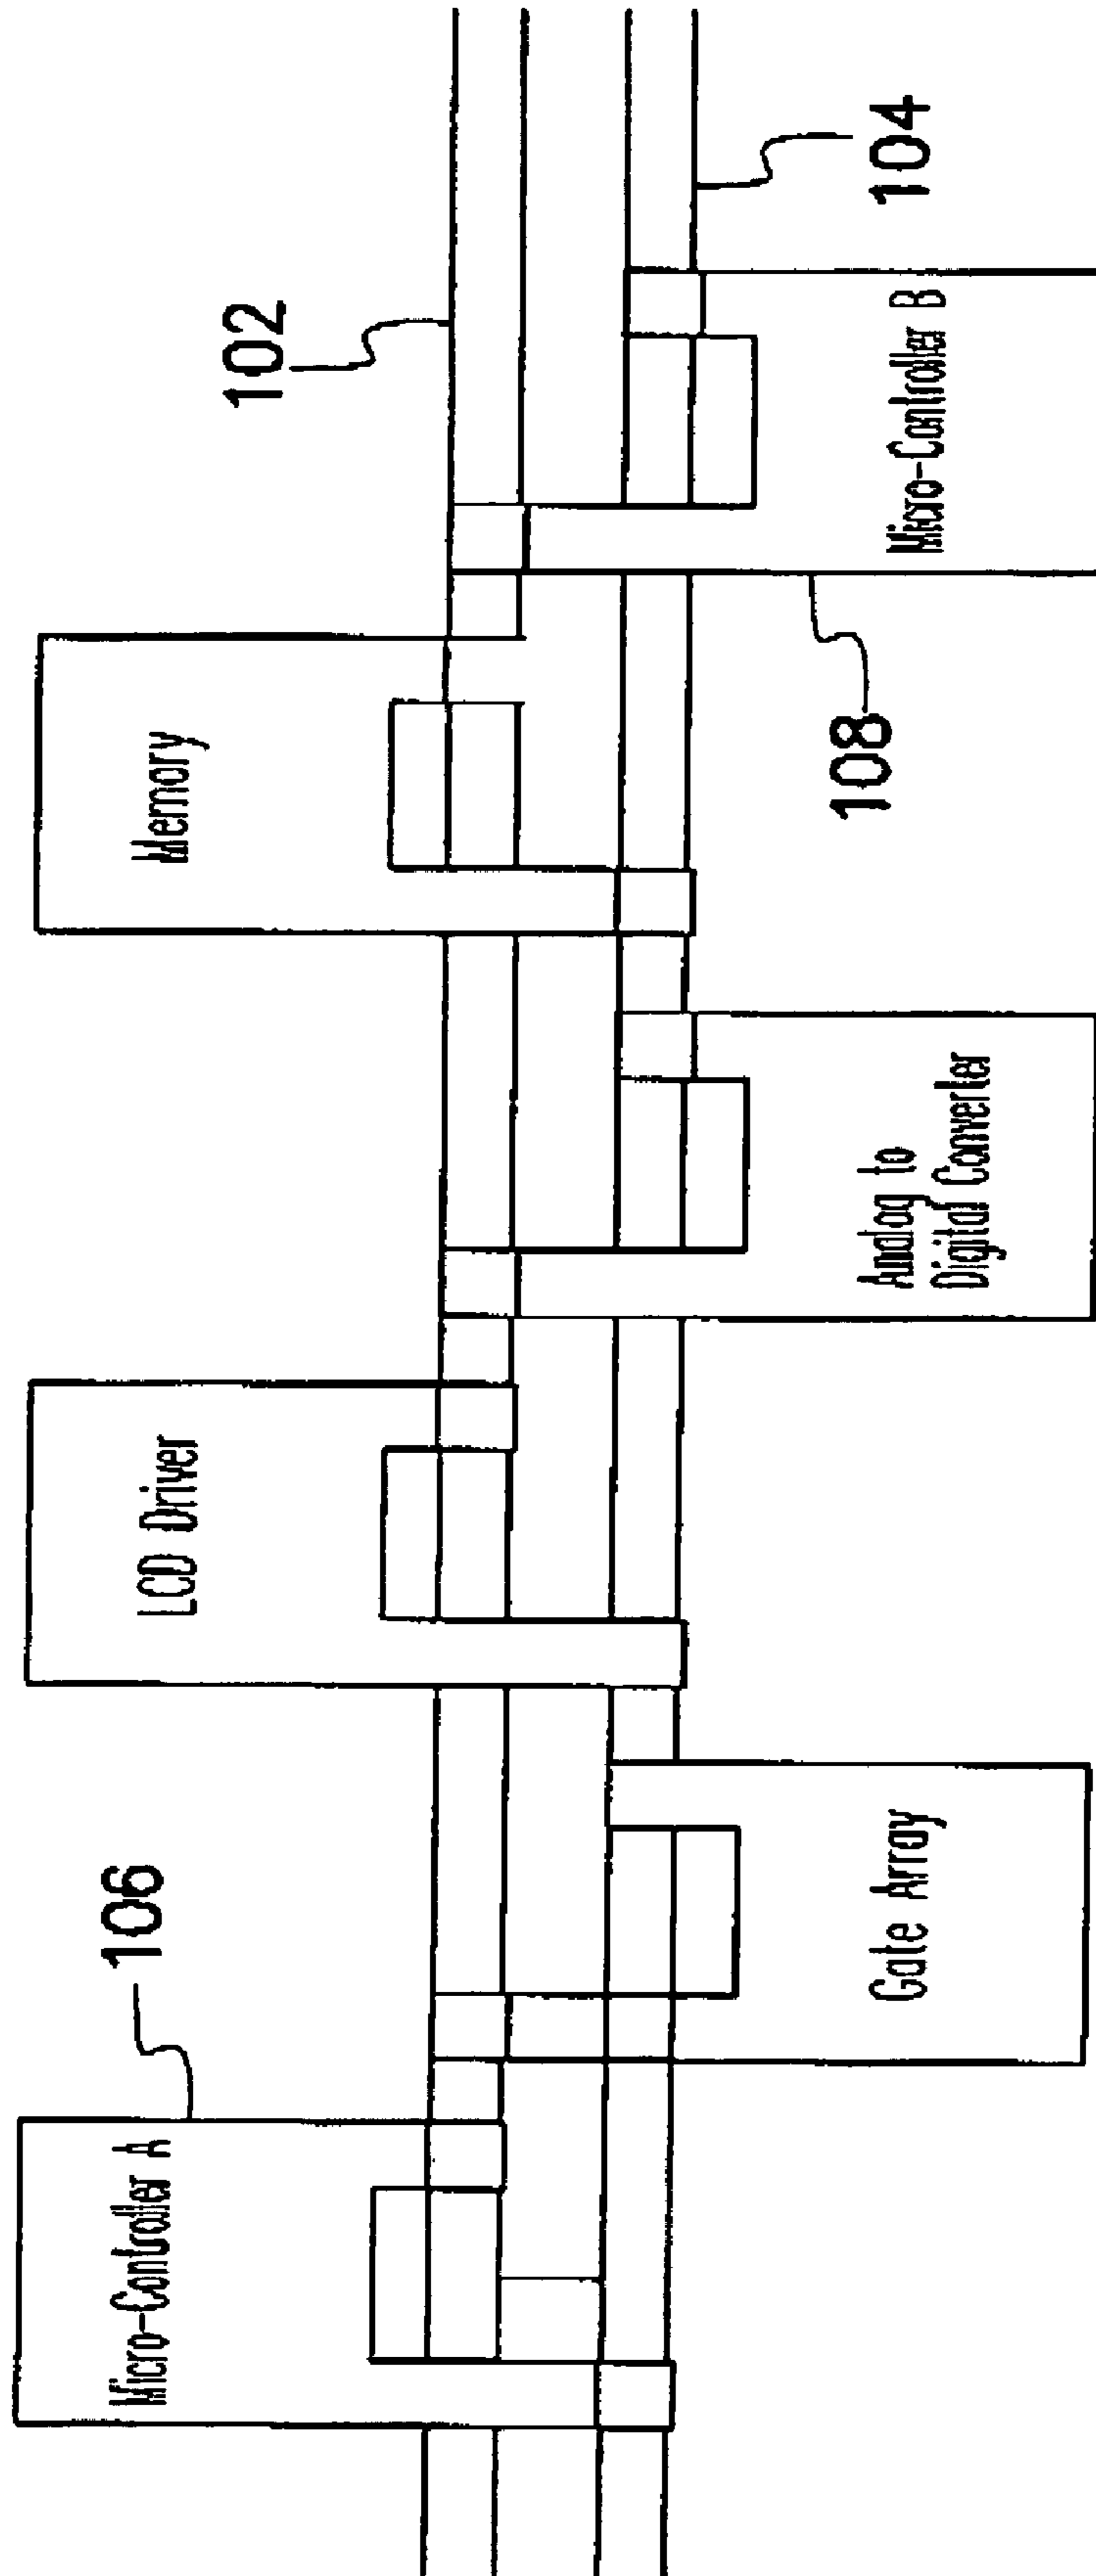 Micro-Controller A
106
LCD Driver
Memory
102
Gate Array
Analog to
Digital Converter
108
Micro-Controller B
104